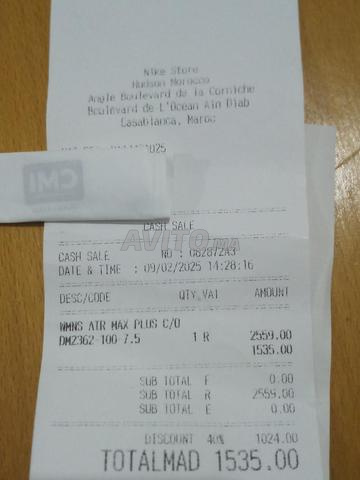 Nike Store
Hudson Morocco
Angle Boulevard de la Corniche
Boulevard de L'Ocean Ain Diab
Casablanca, Maroc
CMI
CASH SALE
AVITO.ma
CASH SALE NO : G6287ZA3
DATE & TIME : 09/02/2025 14:28:16
DESC/CODE QTY VAT AMOUNT
WMNS AIR MAX PLUS C/O
DM2362-100-7.5 1 R 2559.00
1535.00
SUB TOTAL F 0.00
SUB TOTAL R 2559.00
SUB TOTAL E 0.00
DISCOUNT 40% 1024.00
TOTALMAD 1535.00